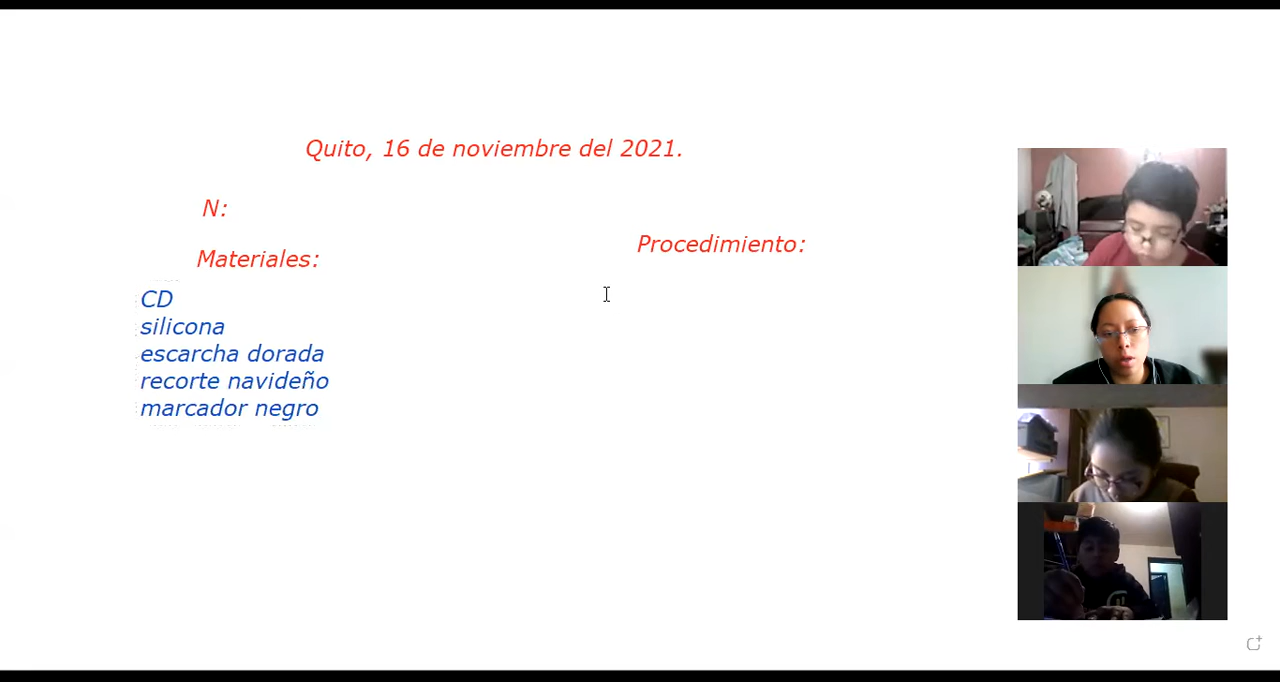 Quito, 16 de noviembre del 2021.
N:
Materiales:
CD
silicona
escarcha dorada
recorte navideño
marcador negro
Procedimiento: